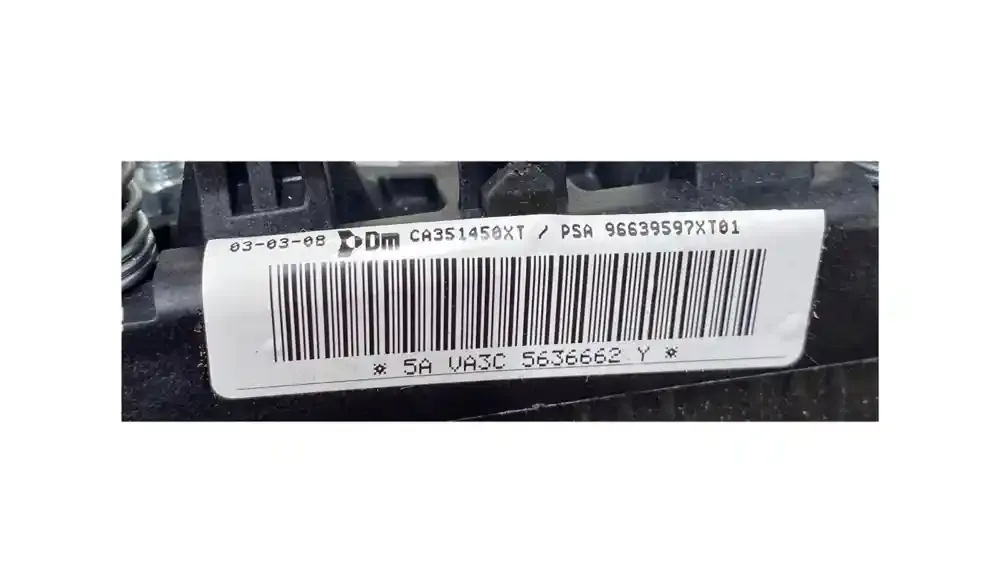 03-03-08 Dm CA351450XT / PSA 96639597XT01
* 5A VA3C 5636662 Y *